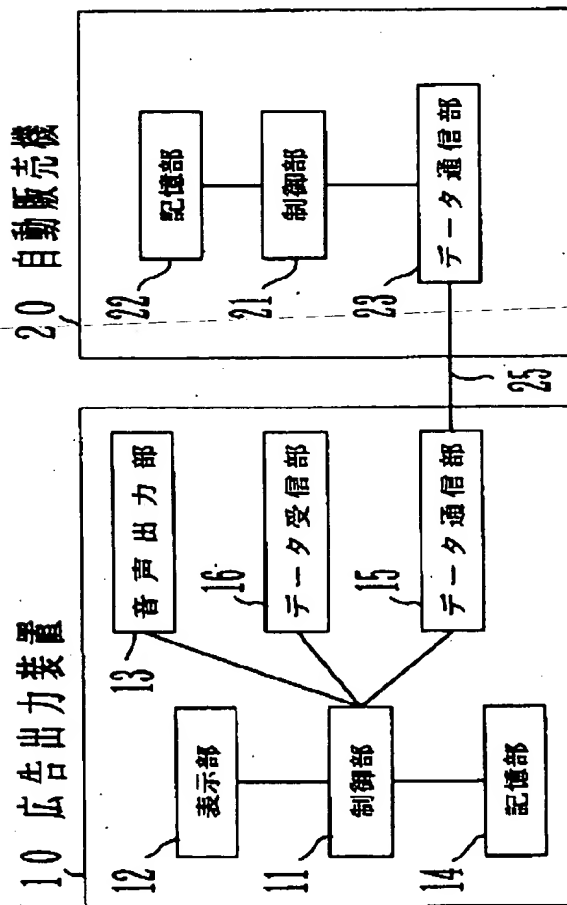 10 広告出力装置
12
表示部
11
制御部
14
記憶部
13
音声出力部
16
データ受信部
15
データ通信部
25
20 自動販売機
22
記憶部
21
制御部
23
データ通信部